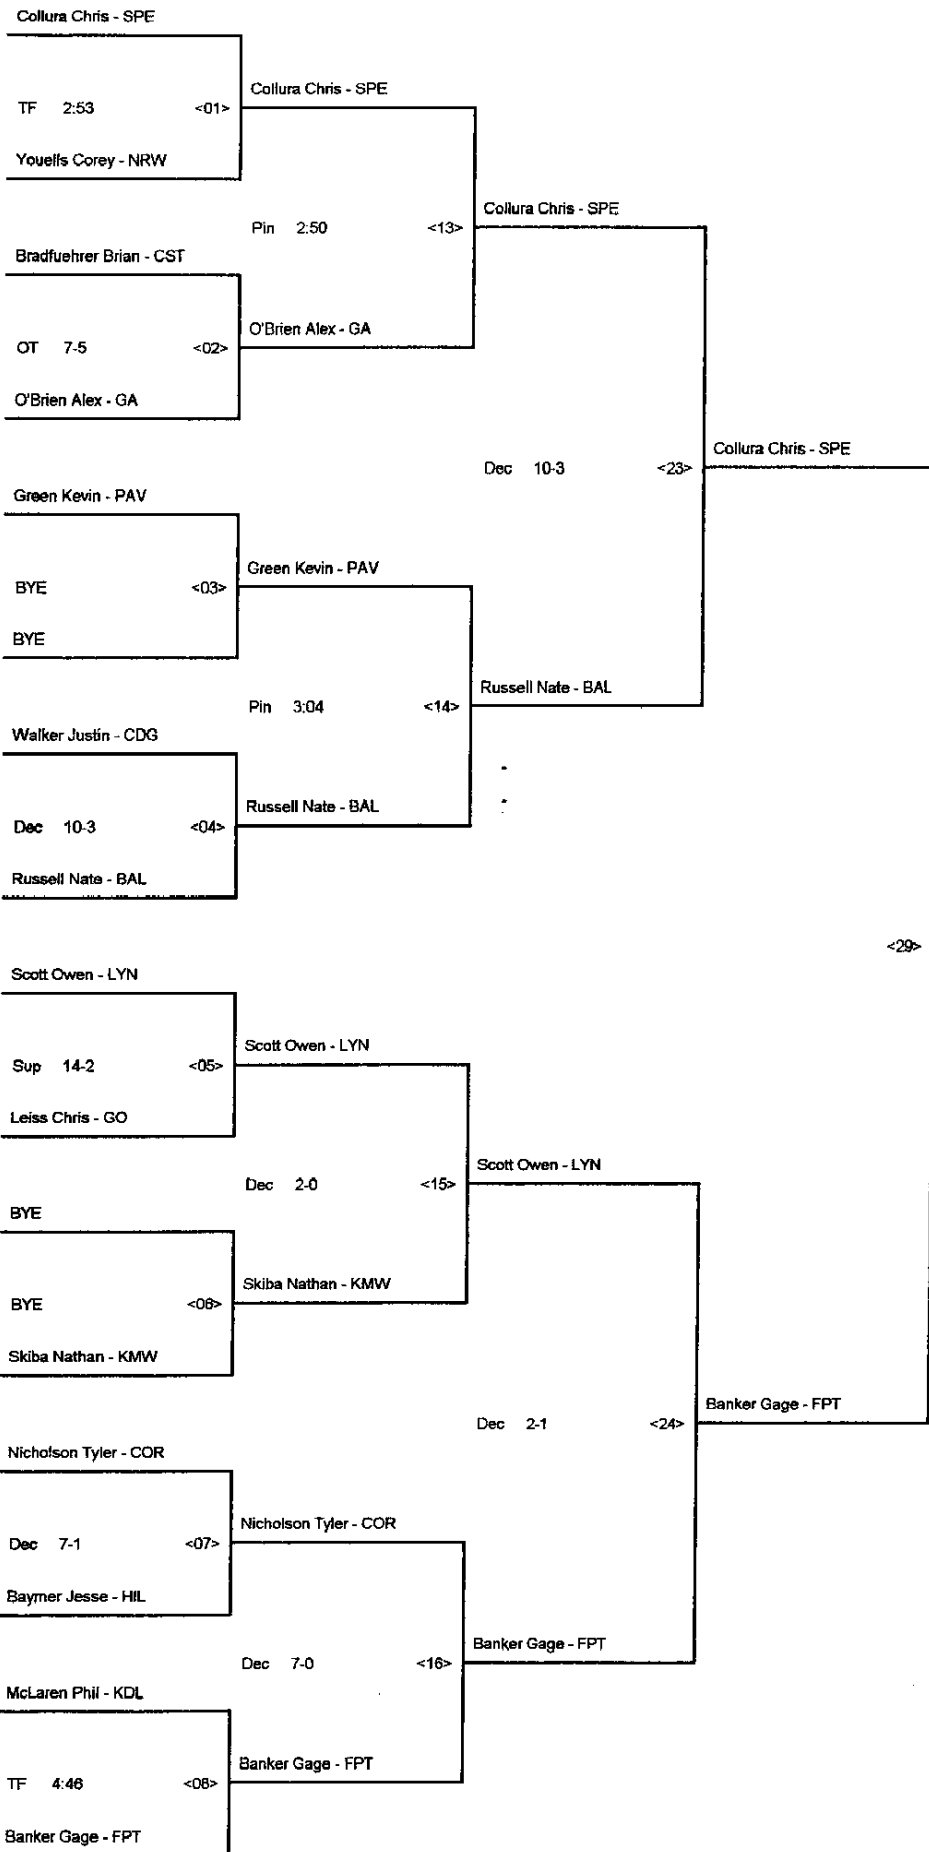 Collura Chris - SPE
Collura Chris - SPE
TF 2:53 <01>
Youells Corey - NRW
Collura Chris - SPE
Pin 2:50 <13>
Bradfuehrer Brian - CST
O'Brien Alex - GA
OT 7-5 <02>
O'Brien Alex - GA
Collura Chris - SPE
Dec 10-3 <23>
Green Kevin - PAV
Green Kevin - PAV
BYE <03>
BYE
Russell Nate - BAL
Pin 3:04 <14>
Walker Justin - CDG
Russell Nate - BAL
Dec 10-3 <04>
Russell Nate - BAL
<29>
Scott Owen - LYN
Scott Owen - LYN
Sup 14-2 <05>
Leiss Chris - GO
Scott Owen - LYN
Dec 2-0 <15>
BYE
Skiba Nathan - KMW
BYE <06>
Skiba Nathan - KMW
Banker Gage - FPT
Dec 2-1 <24>
Nicholson Tyler - COR
Nicholson Tyler - COR
Dec 7-1 <07>
Baymer Jesse - HIL
Banker Gage - FPT
Dec 7-0 <16>
McLaren Phil - KDL
Banker Gage - FPT
TF 4:46 <08>
Banker Gage - FPT